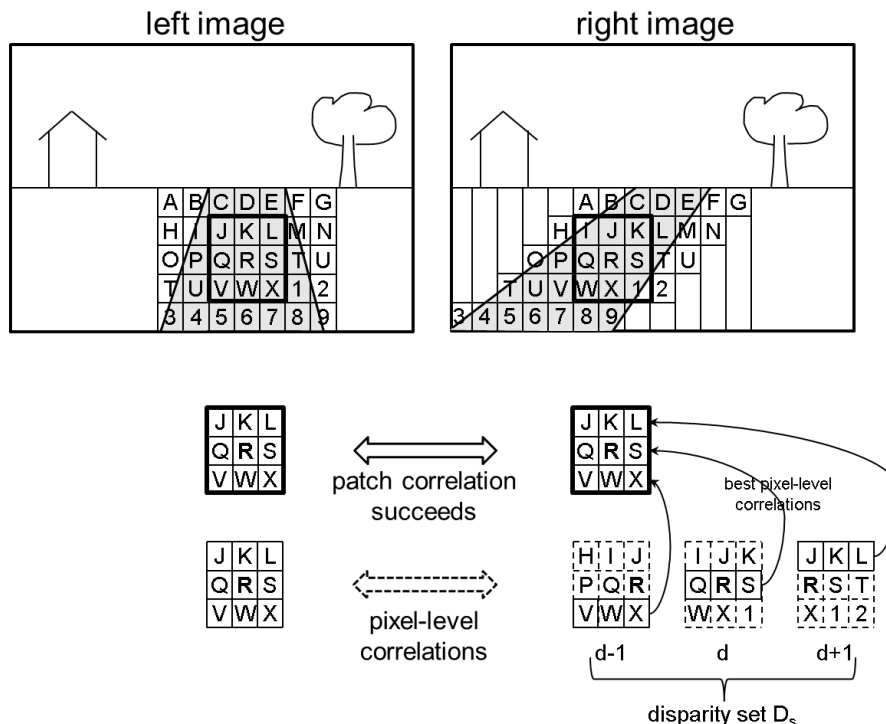 left image
right image
A B C D E F G
H I J K L M N
O P Q R S T U
T U V W X 1 2
3 4 5 6 7 8 9
A B C D E F G
H I J K L M N
O P Q R S T U
T U V W X 1 2
3 4 5 6 7 8 9
J K L
Q R S
V W X
patch correlation
succeeds
J K L
Q R S
V W X
best pixel-level
correlations
J K L
Q R S
V W X
pixel-level
correlations
H I J
P Q R
V W X
I J K
Q R S
W X 1
J K L
R S T
X 1 2
d-1
d
d+1
disparity set Ds